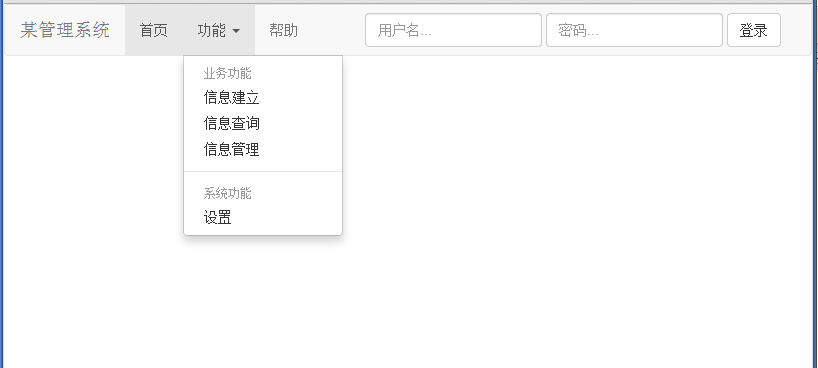 某管理系统 首页 功能 帮助 用户名... 密码... 登录
业务功能
信息建立
信息查询
信息管理
系统功能
设置